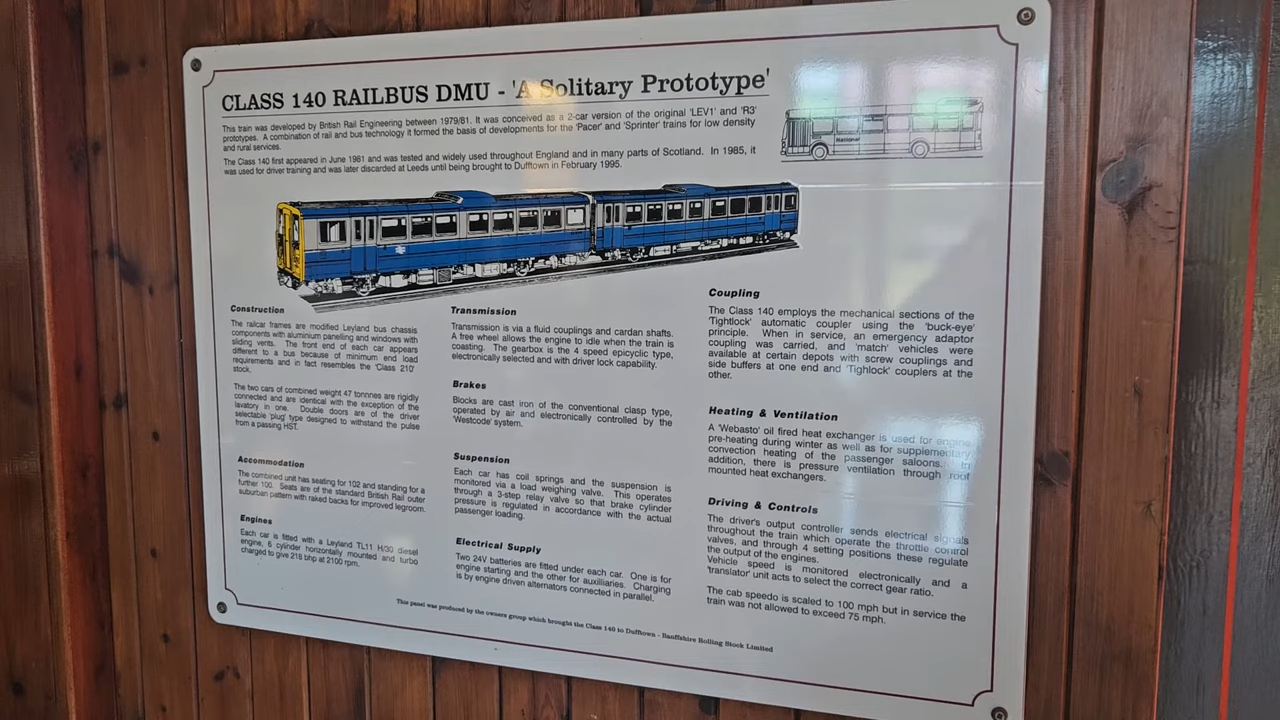 CLASS 140 RAILBUS DMU - 'A Solitary Prototype'
This train was developed by British Rail Engineering between 1979/81. It was conceived as a 2-car version of the original 'LEV1' and 'R3'
prototypes. A combination of rail and bus technology it formed the basis of developments for the 'Pacer' and 'Sprinter' trains for low density
and rural services.
The Class 140 first appeared in June 1981 and was tested and widely used throughout England and in many parts of Scotland. In 1985, it
was used for driver training and was later discarded at Leeds until being brought to Dufftown in February 1995.
National
Construction
The railcar frames are modified Leyland bus chassis
components with aluminium panelling and windows with
sliding vents. The front end of each car appears
different to a bus because of minimum end load
requirements and in fact resembles the 'Class 210'
stock.
The two cars of combined weight 47 tonnnes are rigidly
connected and are identical with the exception of the
lavatory in one. Double doors are of the driver
selectable 'plug' type designed to withstand the pulse
from a passing HST.
Accommodation
The combined unit has seating for 102 and standing for a
further 100. Seats are of the standard British Rail outer
suburban pattern with raked backs for improved legroom.
Engines
Each car is fitted with a Leyland TL11 H/30 diesel
engine, 6 cylinder horizontally mounted and turbo
charged to give 218 bhp at 2100 rpm.
Transmission
Transmission is via a fluid couplings and cardan shafts.
A free wheel allows the engine to idle when the train is
coasting. The gearbox is the 4 speed epicyclic type,
electronically selected and with driver lock capability.
Brakes
Blocks are cast iron of the conventional clasp type,
operated by air and electronically controlled by the
'Westcode' system.
Suspension
Each car has coil springs and the suspension is
monitored via a load weighing valve. This operates
through a 3-step relay valve so that brake cylinder
pressure is regulated in accordance with the actual
passenger loading.
Electrical Supply
Two 24V batteries are fitted under each car. One is for
engine starting and the other for auxilliaries. Charging
is by engine driven alternators connected in parallel.
Coupling
The Class 140 employs the mechanical sections of the
'Tightlock' automatic coupler using the 'buck-eye'
principle. When in service, an emergency adaptor
coupling was carried, and 'match' vehicles were
available at certain depots with screw couplings and
side buffers at one end and 'Tighlock' couplers at the
other.
Heating & Ventilation
A 'Webasto' oil fired heat exchanger is used for engine
pre-heating during winter as well as for supplementary
convection heating of the passenger saloons. In
addition, there is pressure ventilation through roof
mounted heat exchangers.
Driving & Controls
The driver's output controller sends electrical signals
throughout the train which operate the throttle control
valves, and through 4 setting positions these regulate
the output of the engines.
Vehicle speed is monitored electronically and a
'translator' unit acts to select the correct gear ratio.
The cab speedo is scaled to 100 mph but in service the
train was not allowed to exceed 75 mph.
This panel was produced by the owners group which brought the Class 140 to Dufftown - Banffshire Rolling Stock Limited